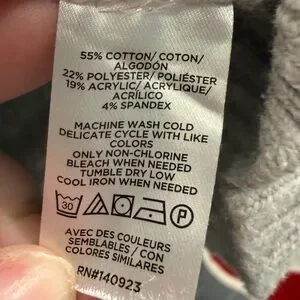 55% COTTON/ COTON/
ALGODÓN
22% POLYESTER/ POLIÉSTER
19% ACRYLIC/ ACRYLIQUE/
ACRÍLICO
4% SPANDEX
MACHINE WASH COLD
DELICATE CYCLE WITH LIKE
COLORS
ONLY NON-CHLORINE
BLEACH WHEN NEEDED
TUMBLE DRY LOW
COOL IRON WHEN NEEDED
30 P
AVEC DES COULEURS
SEMBLABLES / CON
COLORES SIMILARES
RN#140923